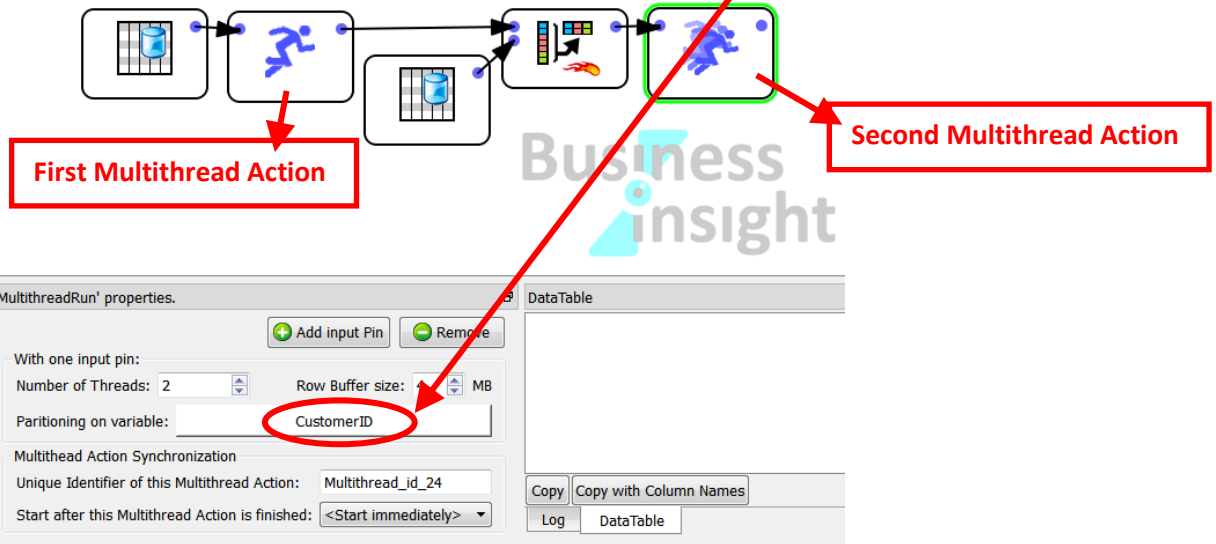 First Multithread Action
Second Multithread Action
Business
insight
MultithreadRun' properties.
Add input Pin
Remove
With one input pin:
Number of Threads: 2
Row Buffer size: 4 MB
Paritioning on variable: CustomerID
Multithead Action Synchronization
Unique Identifier of this Multithread Action: Multithread_id_24
Start after this Multithread Action is finished: <Start immediately>
DataTable
Copy
Copy with Column Names
Log
DataTable